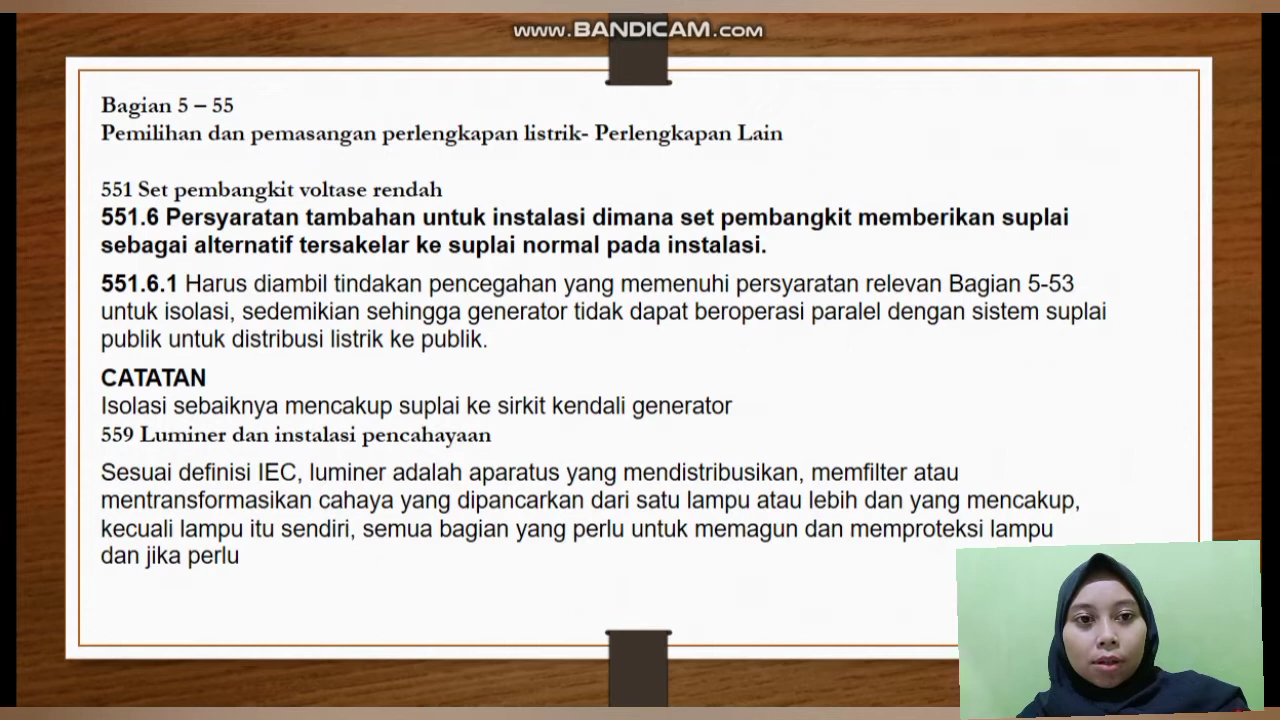 www.BANDICAM.com
Bagian 5 – 55
Pemilihan dan pemasangan perlengkapan listrik- Perlengkapan Lain
551 Set pembangkit voltase rendah
551.6 Persyaratan tambahan untuk instalasi dimana set pembangkit memberikan suplai
sebagai alternatif tersakelar ke suplai normal pada instalasi.
551.6.1 Harus diambil tindakan pencegahan yang memenuhi persyaratan relevan Bagian 5-53
untuk isolasi, sedemikian sehingga generator tidak dapat beroperasi paralel dengan sistem suplai
publik untuk distribusi listrik ke publik.
CATATAN
Isolasi sebaiknya mencakup suplai ke sirkit kendali generator
559 Luminer dan instalasi pencahayaan
Sesuai definisi IEC, luminer adalah aparatus yang mendistribusikan, memfilter atau
mentransformasikan cahaya yang dipancarkan dari satu lampu atau lebih dan yang mencakup,
kecuali lampu itu sendiri, semua bagian yang perlu untuk memagun dan memproteksi lampu
dan jika perlu